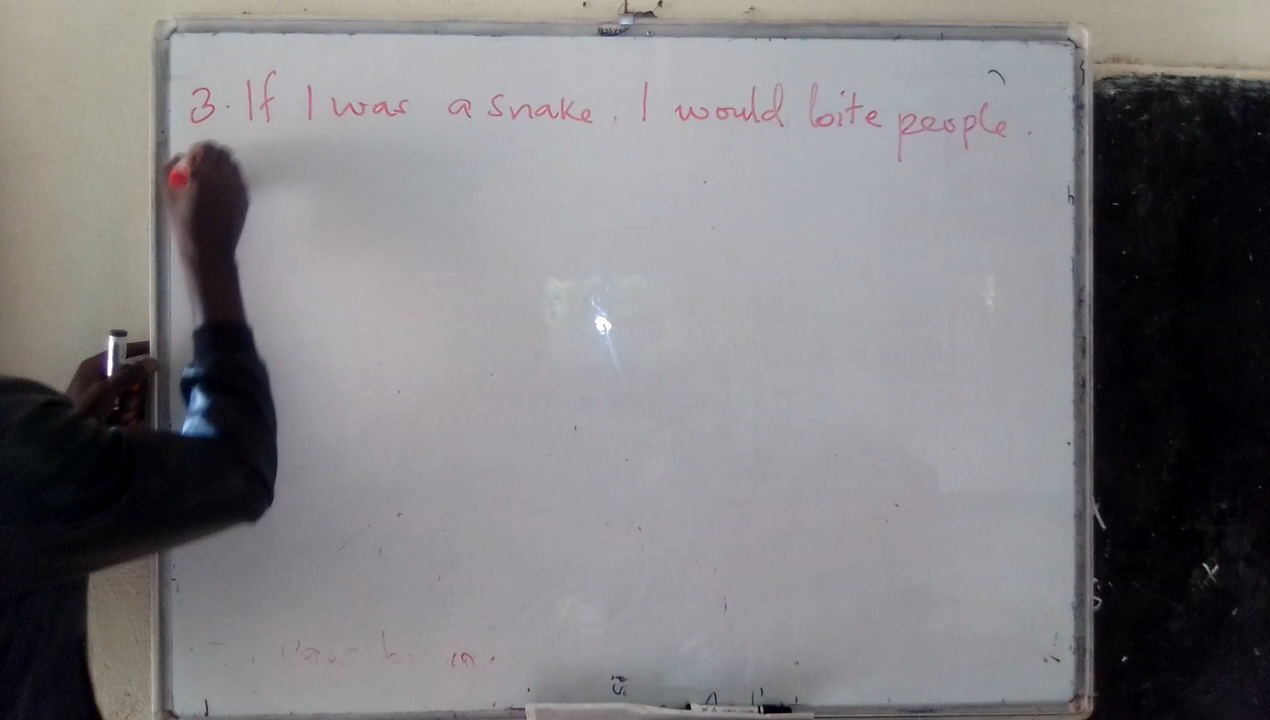 3. If I was a snake, I would bite people.